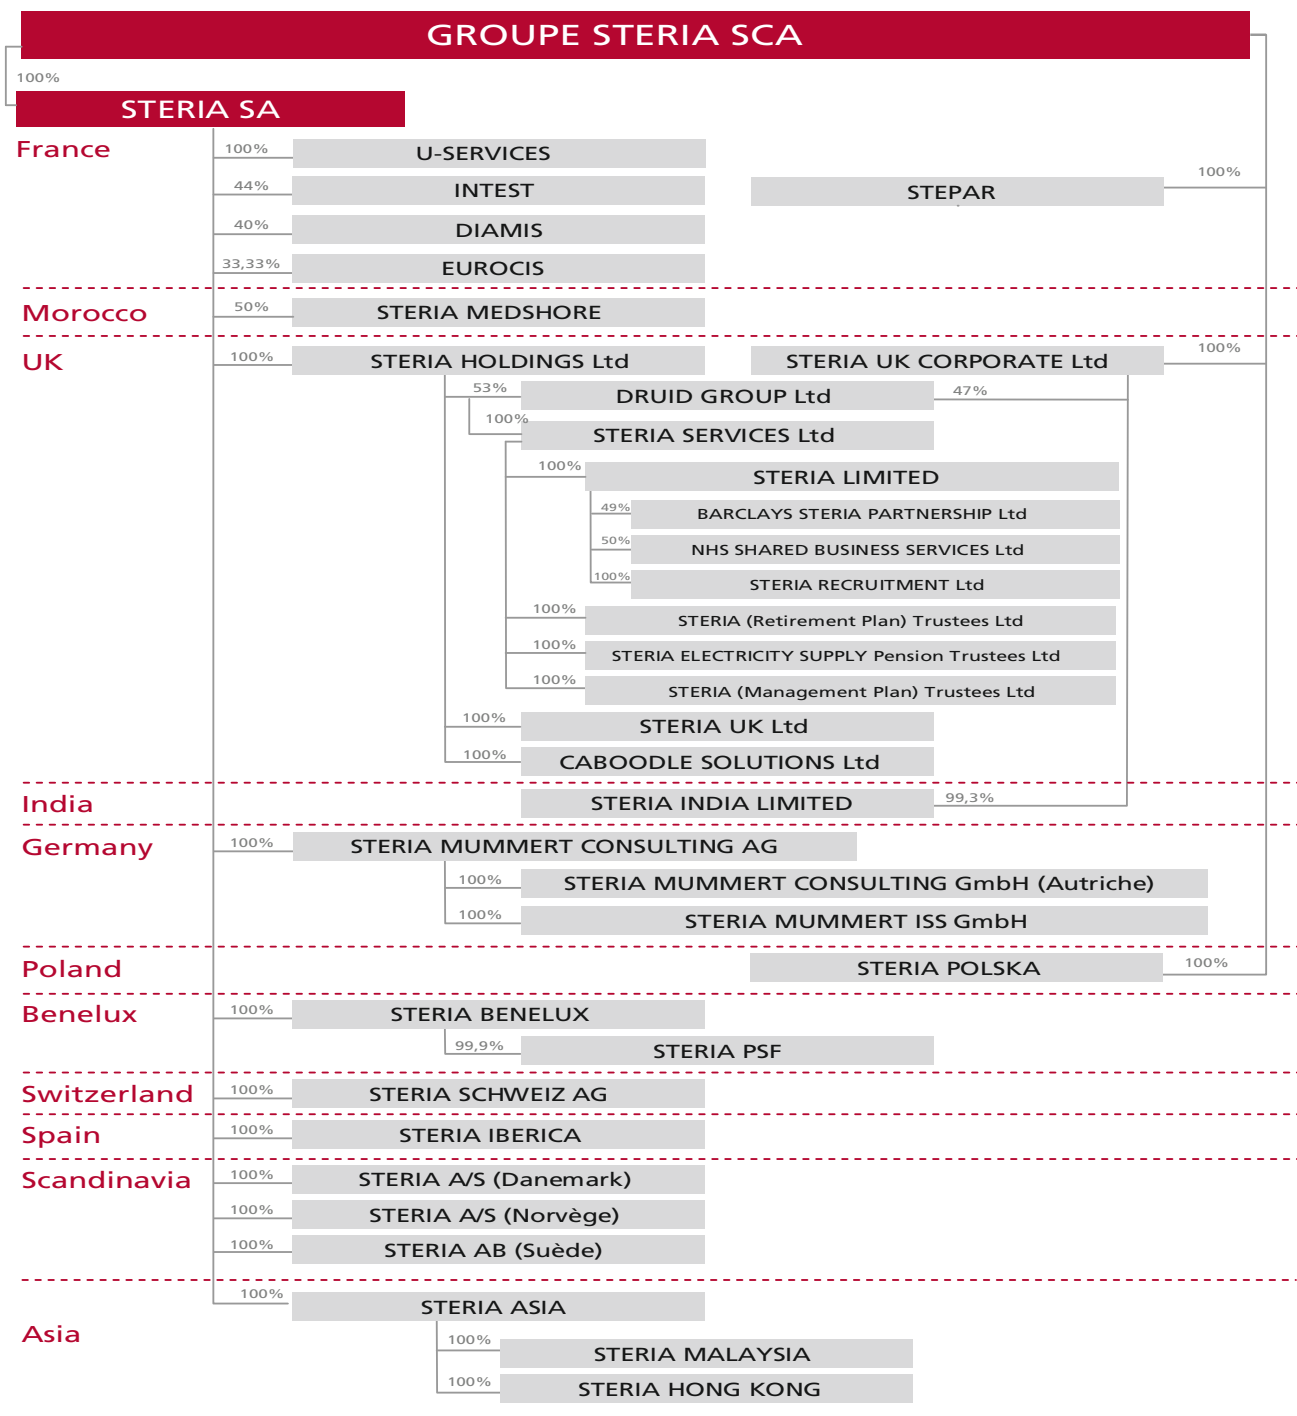 GROUPE STERIA SCA
100%
STERIA SA
France
100%
U-SERVICES
44%
INTEST
STEPAR
100%
40%
DIAMIS
33,33%
EUROCIS
Morocco
50%
STERIA MEDSHORE
UK
100%
STERIA HOLDINGS Ltd
STERIA UK CORPORATE Ltd
100%
53%
DRUID GROUP Ltd
47%
100%
STERIA SERVICES Ltd
100%
STERIA LIMITED
49%
BARCLAYS STERIA PARTNERSHIP Ltd
50%
NHS SHARED BUSINESS SERVICES Ltd
100%
STERIA RECRUITMENT Ltd
100%
STERIA (Retirement Plan) Trustees Ltd
100%
STERIA ELECTRICITY SUPPLY Pension Trustees Ltd
100%
STERIA (Management Plan) Trustees Ltd
100%
STERIA UK Ltd
100%
CABOODLE SOLUTIONS Ltd
India
STERIA INDIA LIMITED
99,3%
Germany
100%
STERIA MUMMERT CONSULTING AG
100%
STERIA MUMMERT CONSULTING GmbH (Autriche)
100%
STERIA MUMMERT ISS GmbH
Poland
STERIA POLSKA
100%
Benelux
100%
STERIA BENELUX
99,9%
STERIA PSF
Switzerland
100%
STERIA SCHWEIZ AG
Spain
100%
STERIA IBERICA
Scandinavia
100%
STERIA A/S (Danemark)
100%
STERIA A/S (Norvège)
100%
STERIA AB (Suède)
Asia
100%
STERIA ASIA
100%
STERIA MALAYSIA
100%
STERIA HONG KONG